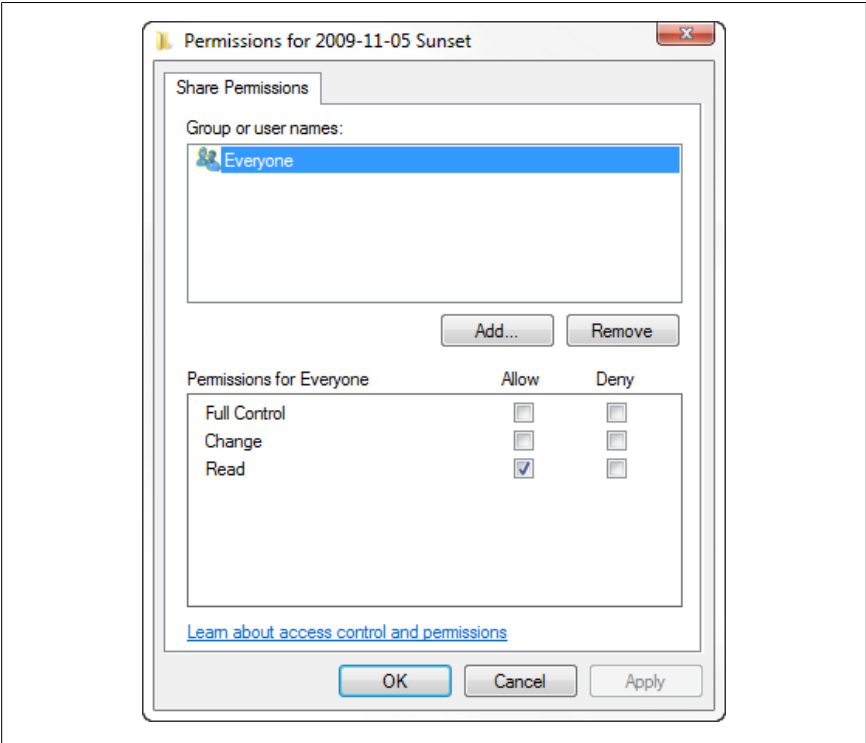 Permissions for 2009-11-05 Sunset
Share Permissions
Group or user names:
Everyone
Add...
Remove
Permissions for Everyone
Allow
Deny
Full Control
Change
Read
Learn about access control and permissions
OK
Cancel
Apply